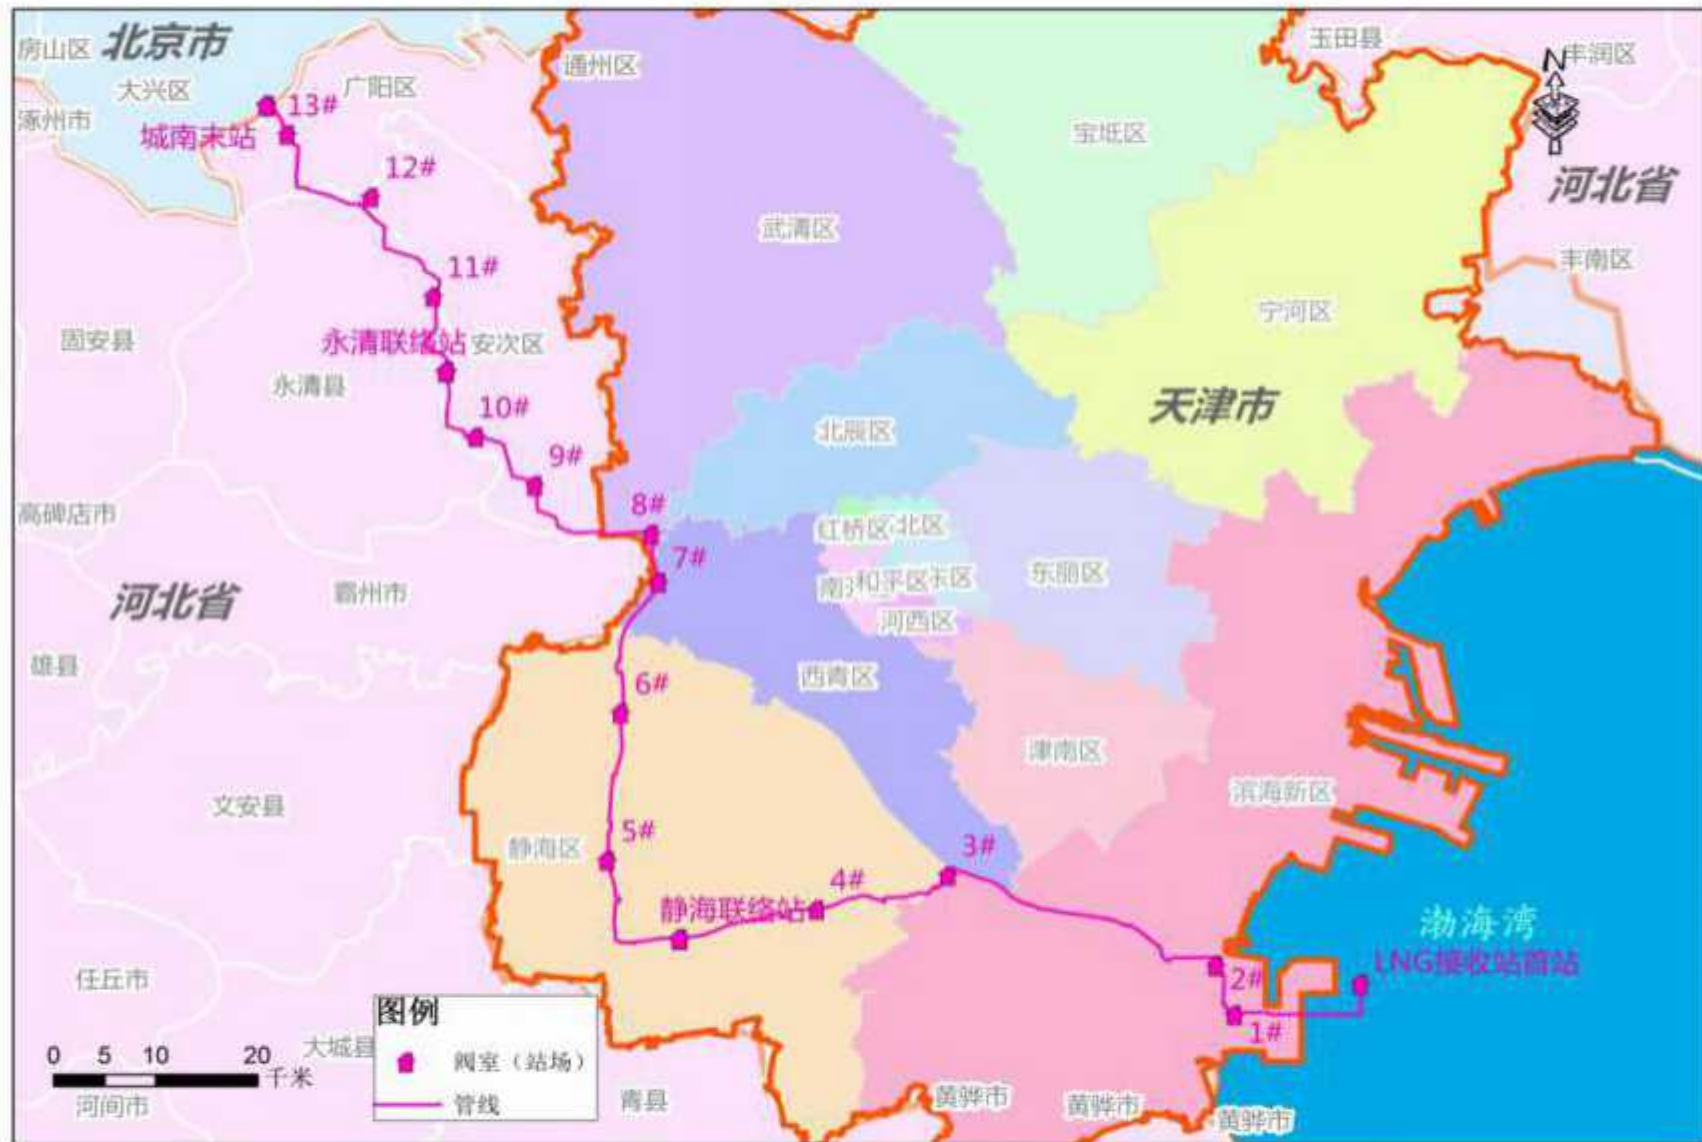 房山区
北京市
大兴区
涿州市
广阳区
通州区
玉田县
丰润区
N
宝坻区
河北省
丰南区
13#
城南末站
12#
武清区
11#
宁河区
固安县
永清联络站
安次区
永清县
天津市
10#
北辰区
9#
高碑店市
8#
红桥区
北区
7#
东丽区
河北省
霸州市
和平区
河西区
雄县
西青区
6#
津南区
滨海新区
文安县
5#
静海区
3#
4#
静海联络站
渤海湾
LNG接收站首站
2#
1#
任丘市
图例
阀室（站场）
管线
0 5 10 20
千米
大城县
河间市
青县
黄骅市
黄骅市
黄骅市